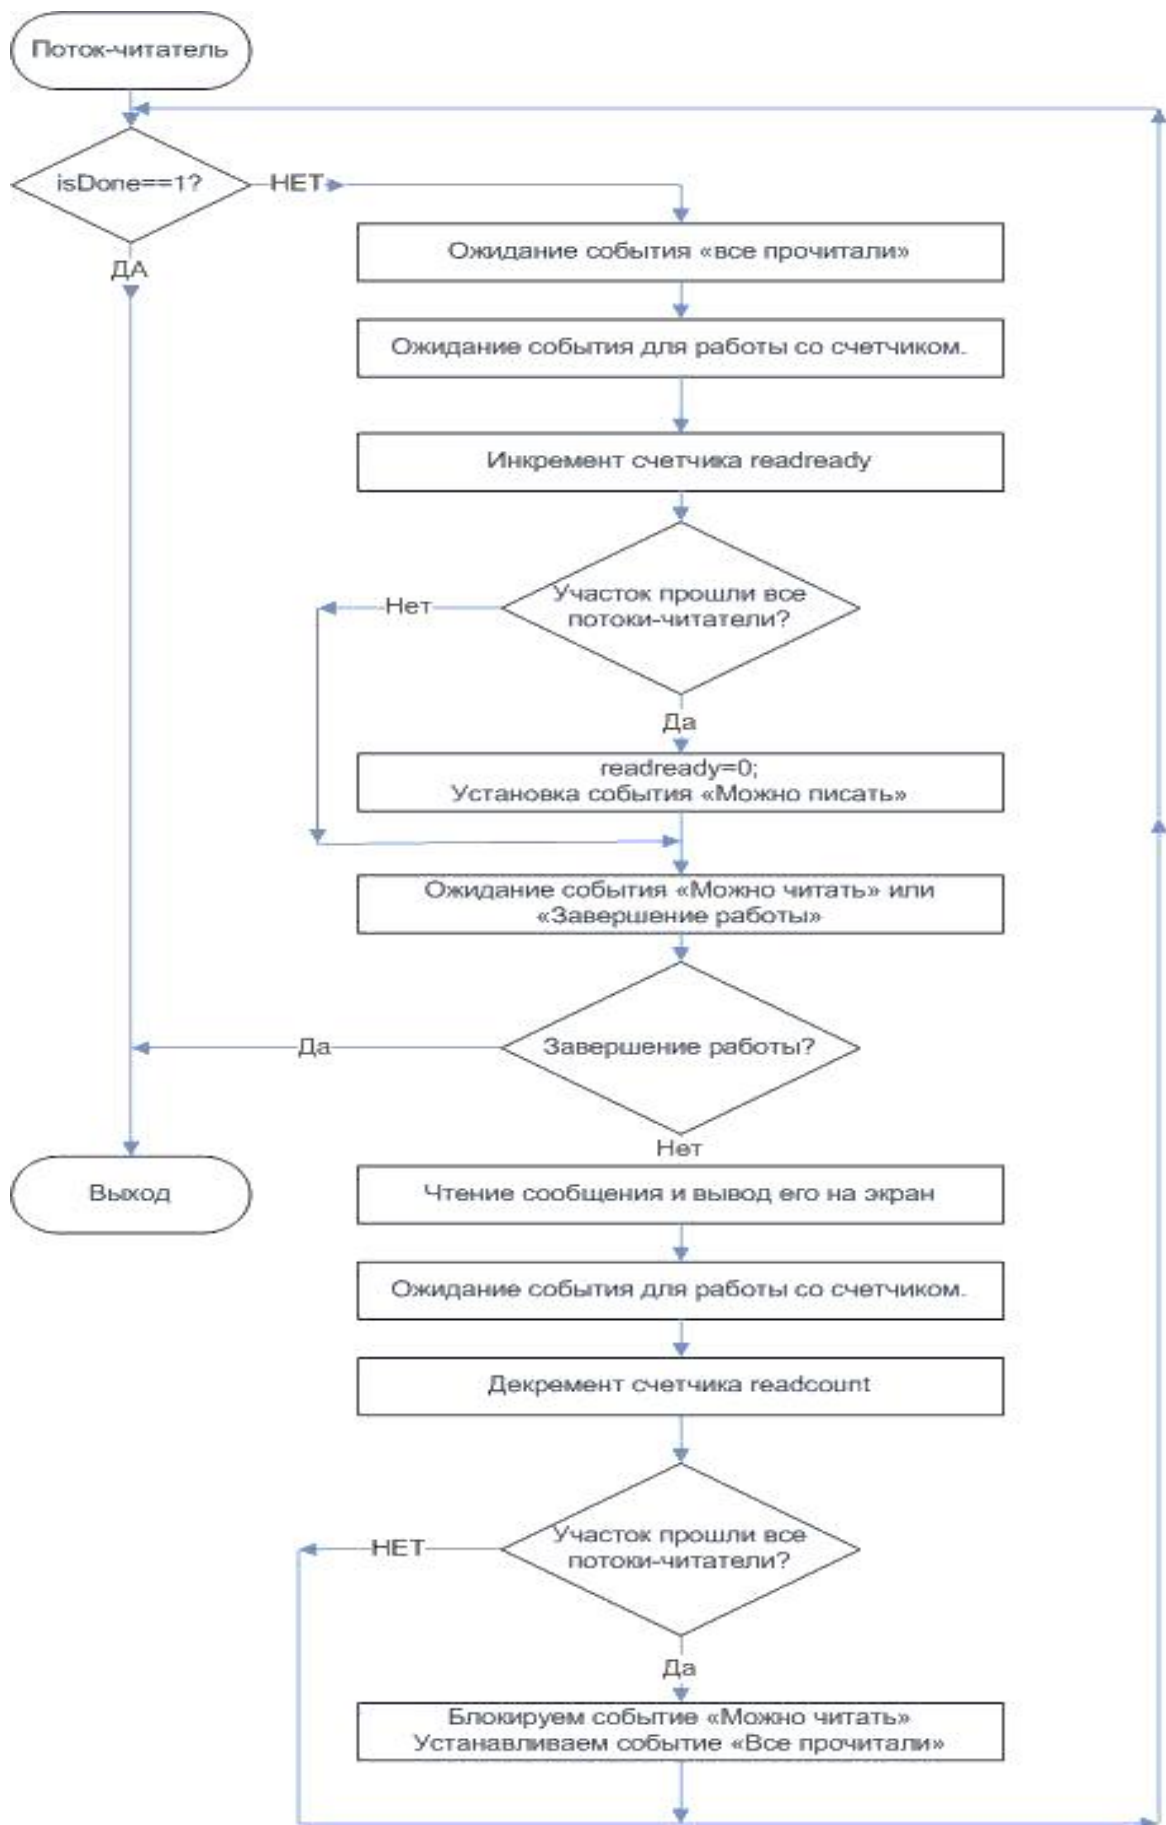 Поток-читатель
isDone==1?
НЕТ
ДА
Ожидание события «все прочитали»
Ожидание события для работы со счетчиком.
Инкремент счетчика readready
Участок прошли все
потоки-читатели?
Нет
Да
readready=0;
Установка события «Можно писать»
Ожидание события «Можно читать» или
«Завершение работы»
Завершение работы?
Да
Нет
Выход
Чтение сообщения и вывод его на экран
Ожидание события для работы со счетчиком.
Декремент счетчика readcount
Участок прошли все
потоки-читатели?
НЕТ
Да
Блокируем событие «Можно читать»
Устанавливаем событие «Все прочитали»